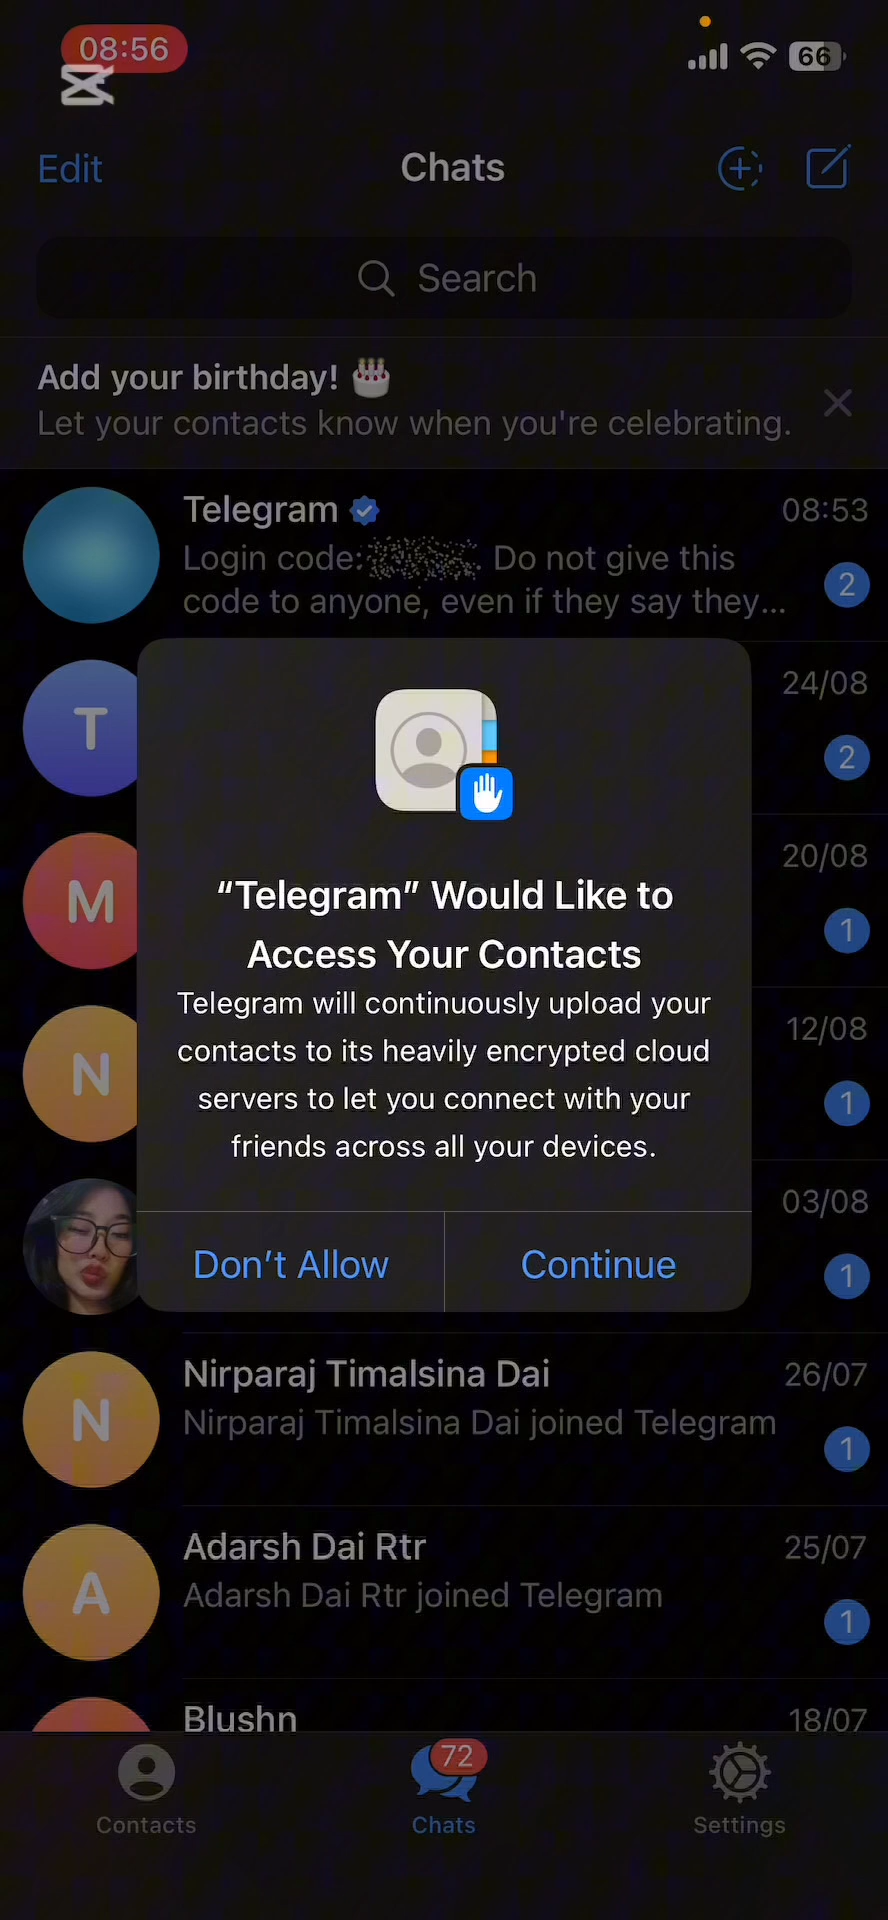 08:56
66
Edit
Chats
Search
Add your birthday! 🎂
Let your contacts know when you're celebrating.
Telegram
08:53
Login code: . Do not give this
code to anyone, even if they say they...
2
T
24/08
2
M
20/08
1
N
12/08
1
03/08
1
“Telegram” Would Like to
Access Your Contacts
Telegram will continuously upload your
contacts to its heavily encrypted cloud
servers to let you connect with your
friends across all your devices.
Don’t Allow
Continue
N
Nirparaj Timalsina Dai
26/07
Nirparaj Timalsina Dai joined Telegram
1
A
Adarsh Dai Rtr
25/07
Adarsh Dai Rtr joined Telegram
1
Blushn
18/07
72
Contacts
Chats
Settings